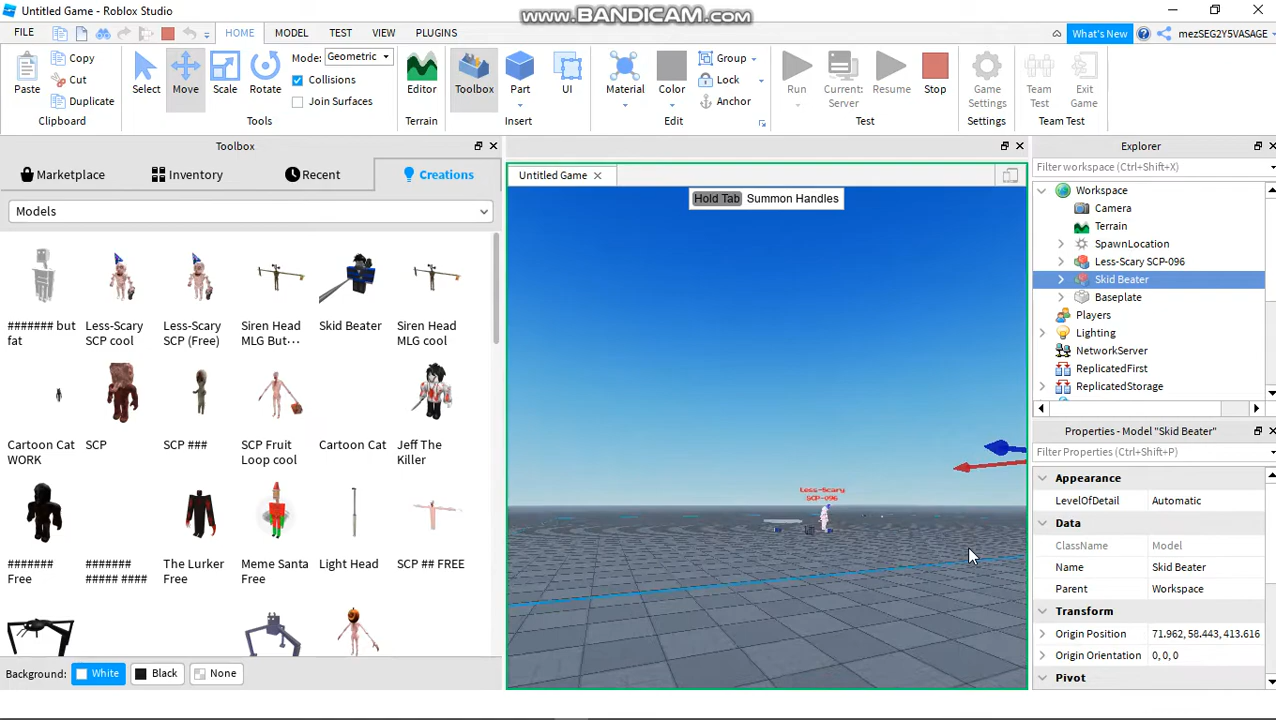 Untitled Game - Roblox Studio
www.BANDICAM.com
FILE HOME MODEL TEST VIEW PLUGINS What's New mezSEG2Y5VASAGE
Paste Copy Cut Duplicate Clipboard
Select Move Scale Rotate Mode: Geometric Collisions Join Surfaces Tools
Editor Terrain
Toolbox Part UI Insert
Material Color Group Lock Anchor Edit
Run Current: Server Resume Stop Test
Game Settings Settings
Team Test Exit Game Team Test
Toolbox
Marketplace Inventory Recent Creations
Models
####### but fat
Less-Scary SCP cool
Less-Scary SCP (Free)
Siren Head MLG But...
Skid Beater
Siren Head MLG cool
Cartoon Cat WORK
SCP
SCP ###
SCP Fruit Loop cool
Cartoon Cat
Jeff The Killer
####### Free
####### ##### ####
The Lurker Free
Meme Santa Free
Light Head
SCP ## FREE
Background: White Black None
Untitled Game
Hold Tab Summon Handles
Less-Scary
SCP-096
Explorer
Filter workspace (Ctrl+Shift+X)
Workspace
Camera
Terrain
SpawnLocation
Less-Scary SCP-096
Skid Beater
Baseplate
Players
Lighting
NetworkServer
ReplicatedFirst
ReplicatedStorage
Properties - Model "Skid Beater"
Filter Properties (Ctrl+Shift+P)
Appearance
LevelOfDetail Automatic
Data
ClassName Model
Name Skid Beater
Parent Workspace
Transform
Origin Position 71.962, 58.443, 413.616
Origin Orientation 0, 0, 0
Pivot